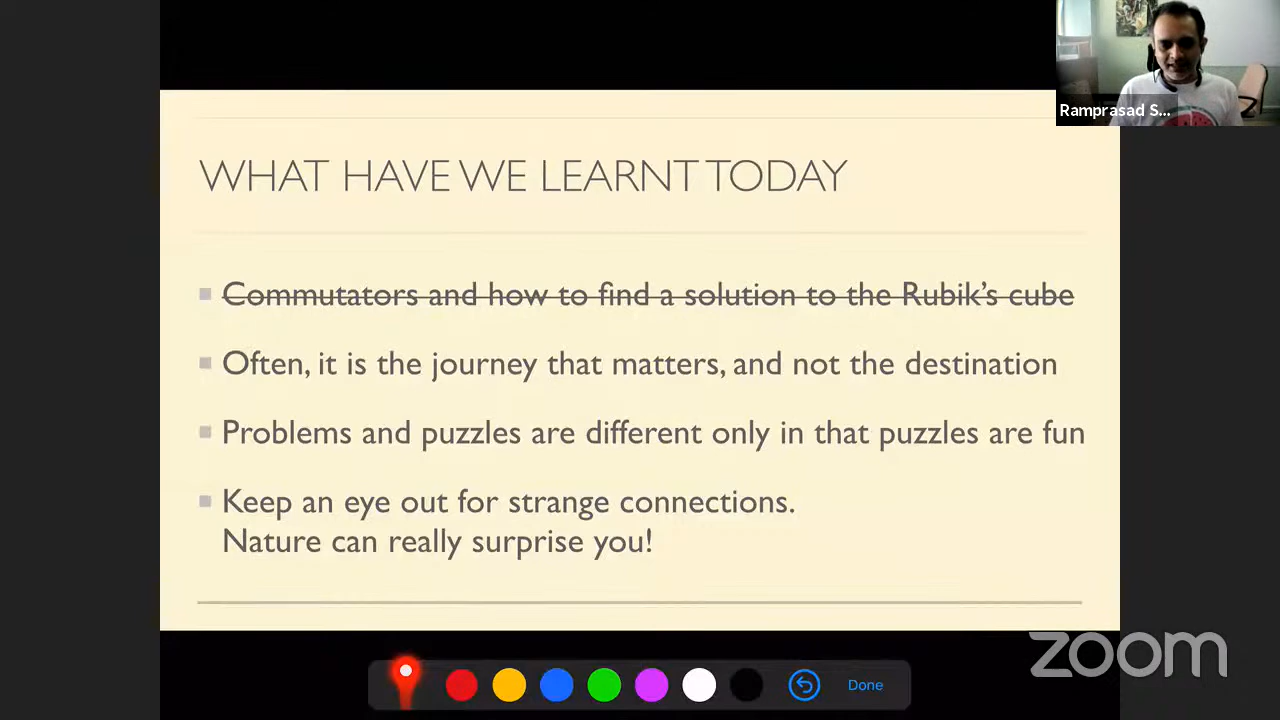 Ramprasad S...
WHAT HAVE WE LEARNT TODAY
Commutators and how to find a solution to the Rubik's cube
Often, it is the journey that matters, and not the destination
Problems and puzzles are different only in that puzzles are fun
Keep an eye out for strange connections.
Nature can really surprise you!
zoom
Done